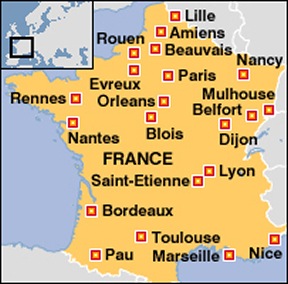 Lille
Amiens
Rouen
Beauvais
Nancy
Paris
Evreux
Mulhouse
Rennes
Orleans
Belfort
Nantes
Blois
Dijon
FRANCE
Lyon
Saint-Etienne
Bordeaux
Toulouse
Pau
Marseille
Nice